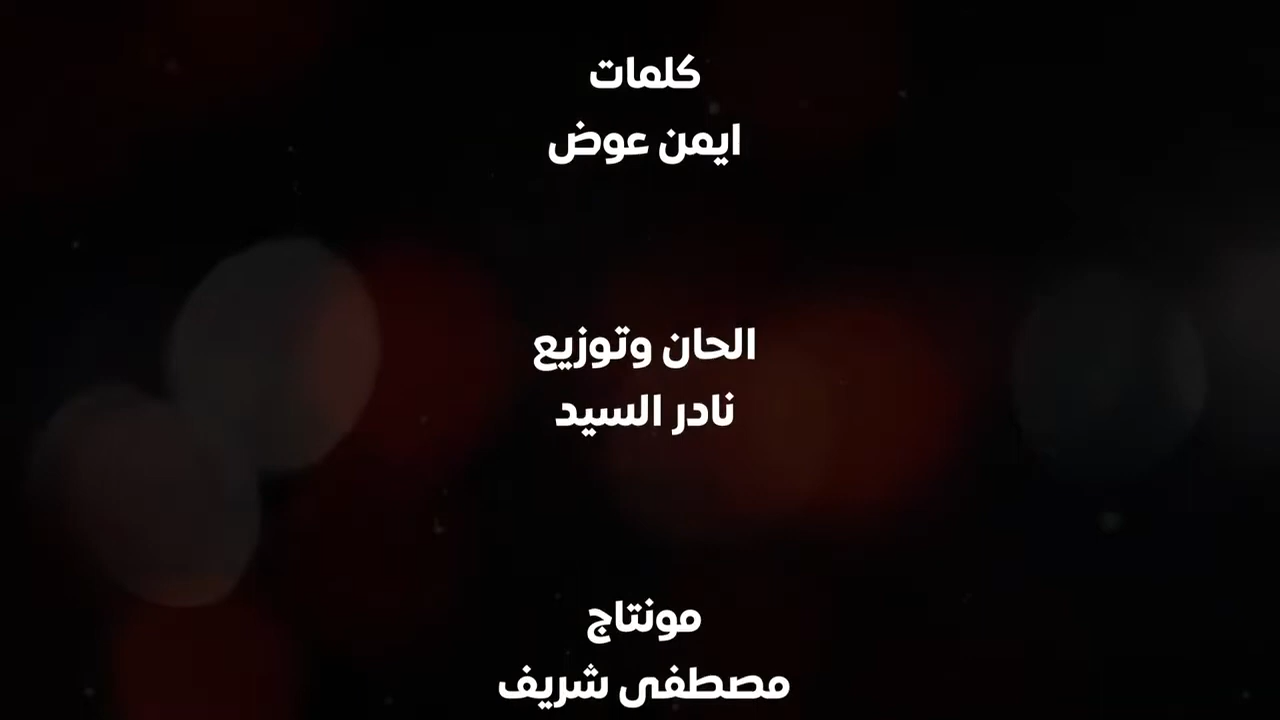 كلمات
ايمن عوض
الحان وتوزيع
نادر السيد
مونتاج
مصطفى شريف